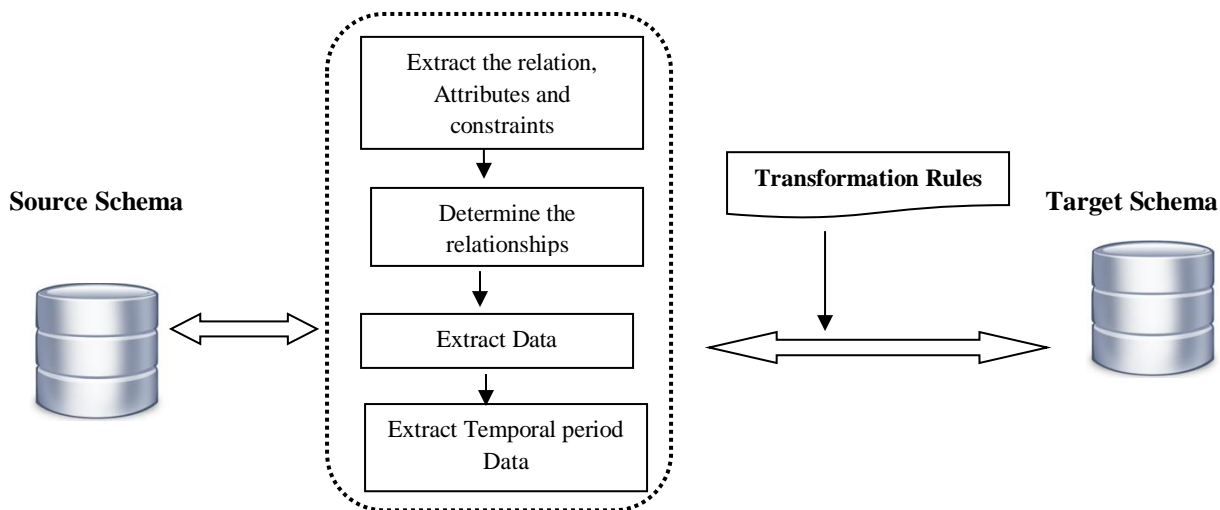 Source Schema
Extract the relation,
Attributes and
constraints
Determine the
relationships
Extract Data
Extract Temporal period
Data
Transformation Rules
Target Schema